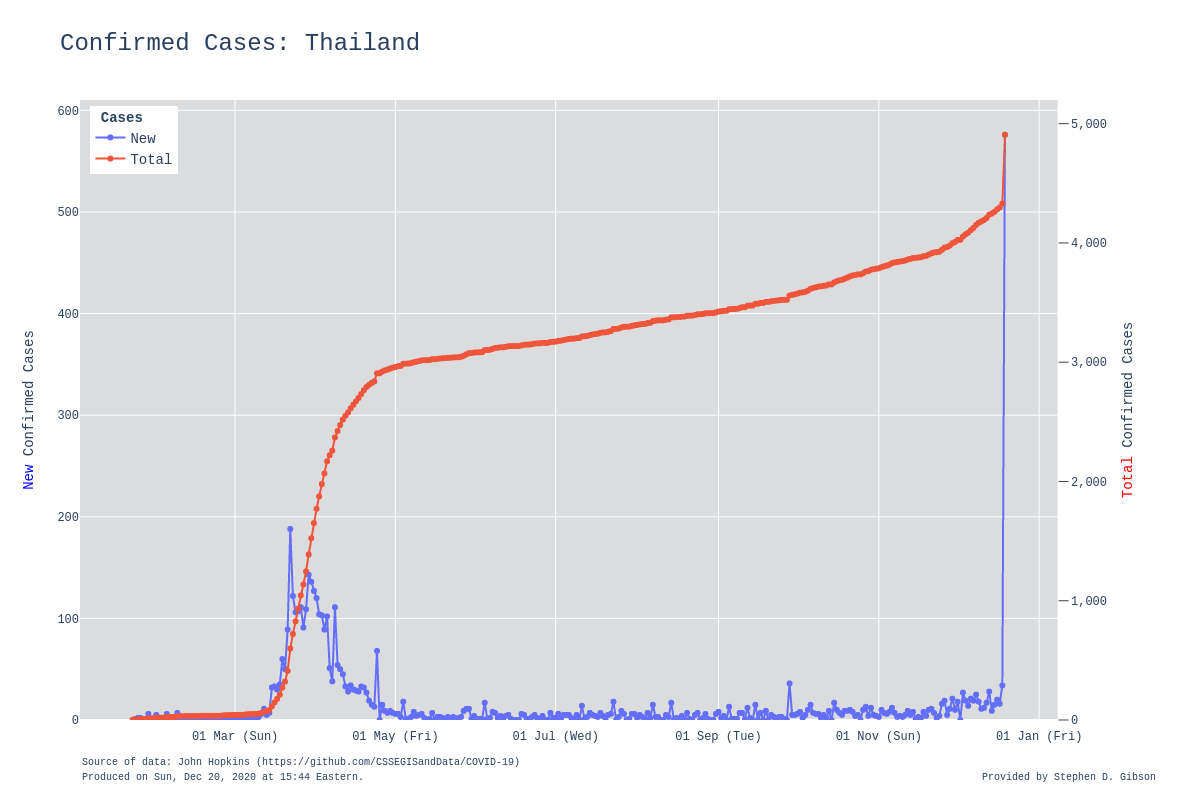 Confirmed Cases: Thailand
Cases
New
Total
600
500
400
300
200
100
0
New Confirmed Cases
5,000
4,000
3,000
2,000
1,000
0
Total Confirmed Cases
01 Mar (Sun)
01 May (Fri)
01 Jul (Wed)
01 Sep (Tue)
01 Nov (Sun)
01 Jan (Fri)
Source of data: John Hopkins (https://github.com/CSSEGISandData/COVID-19)
Produced on Sun, Dec 20, 2020 at 15:44 Eastern.
Provided by Stephen D. Gibson